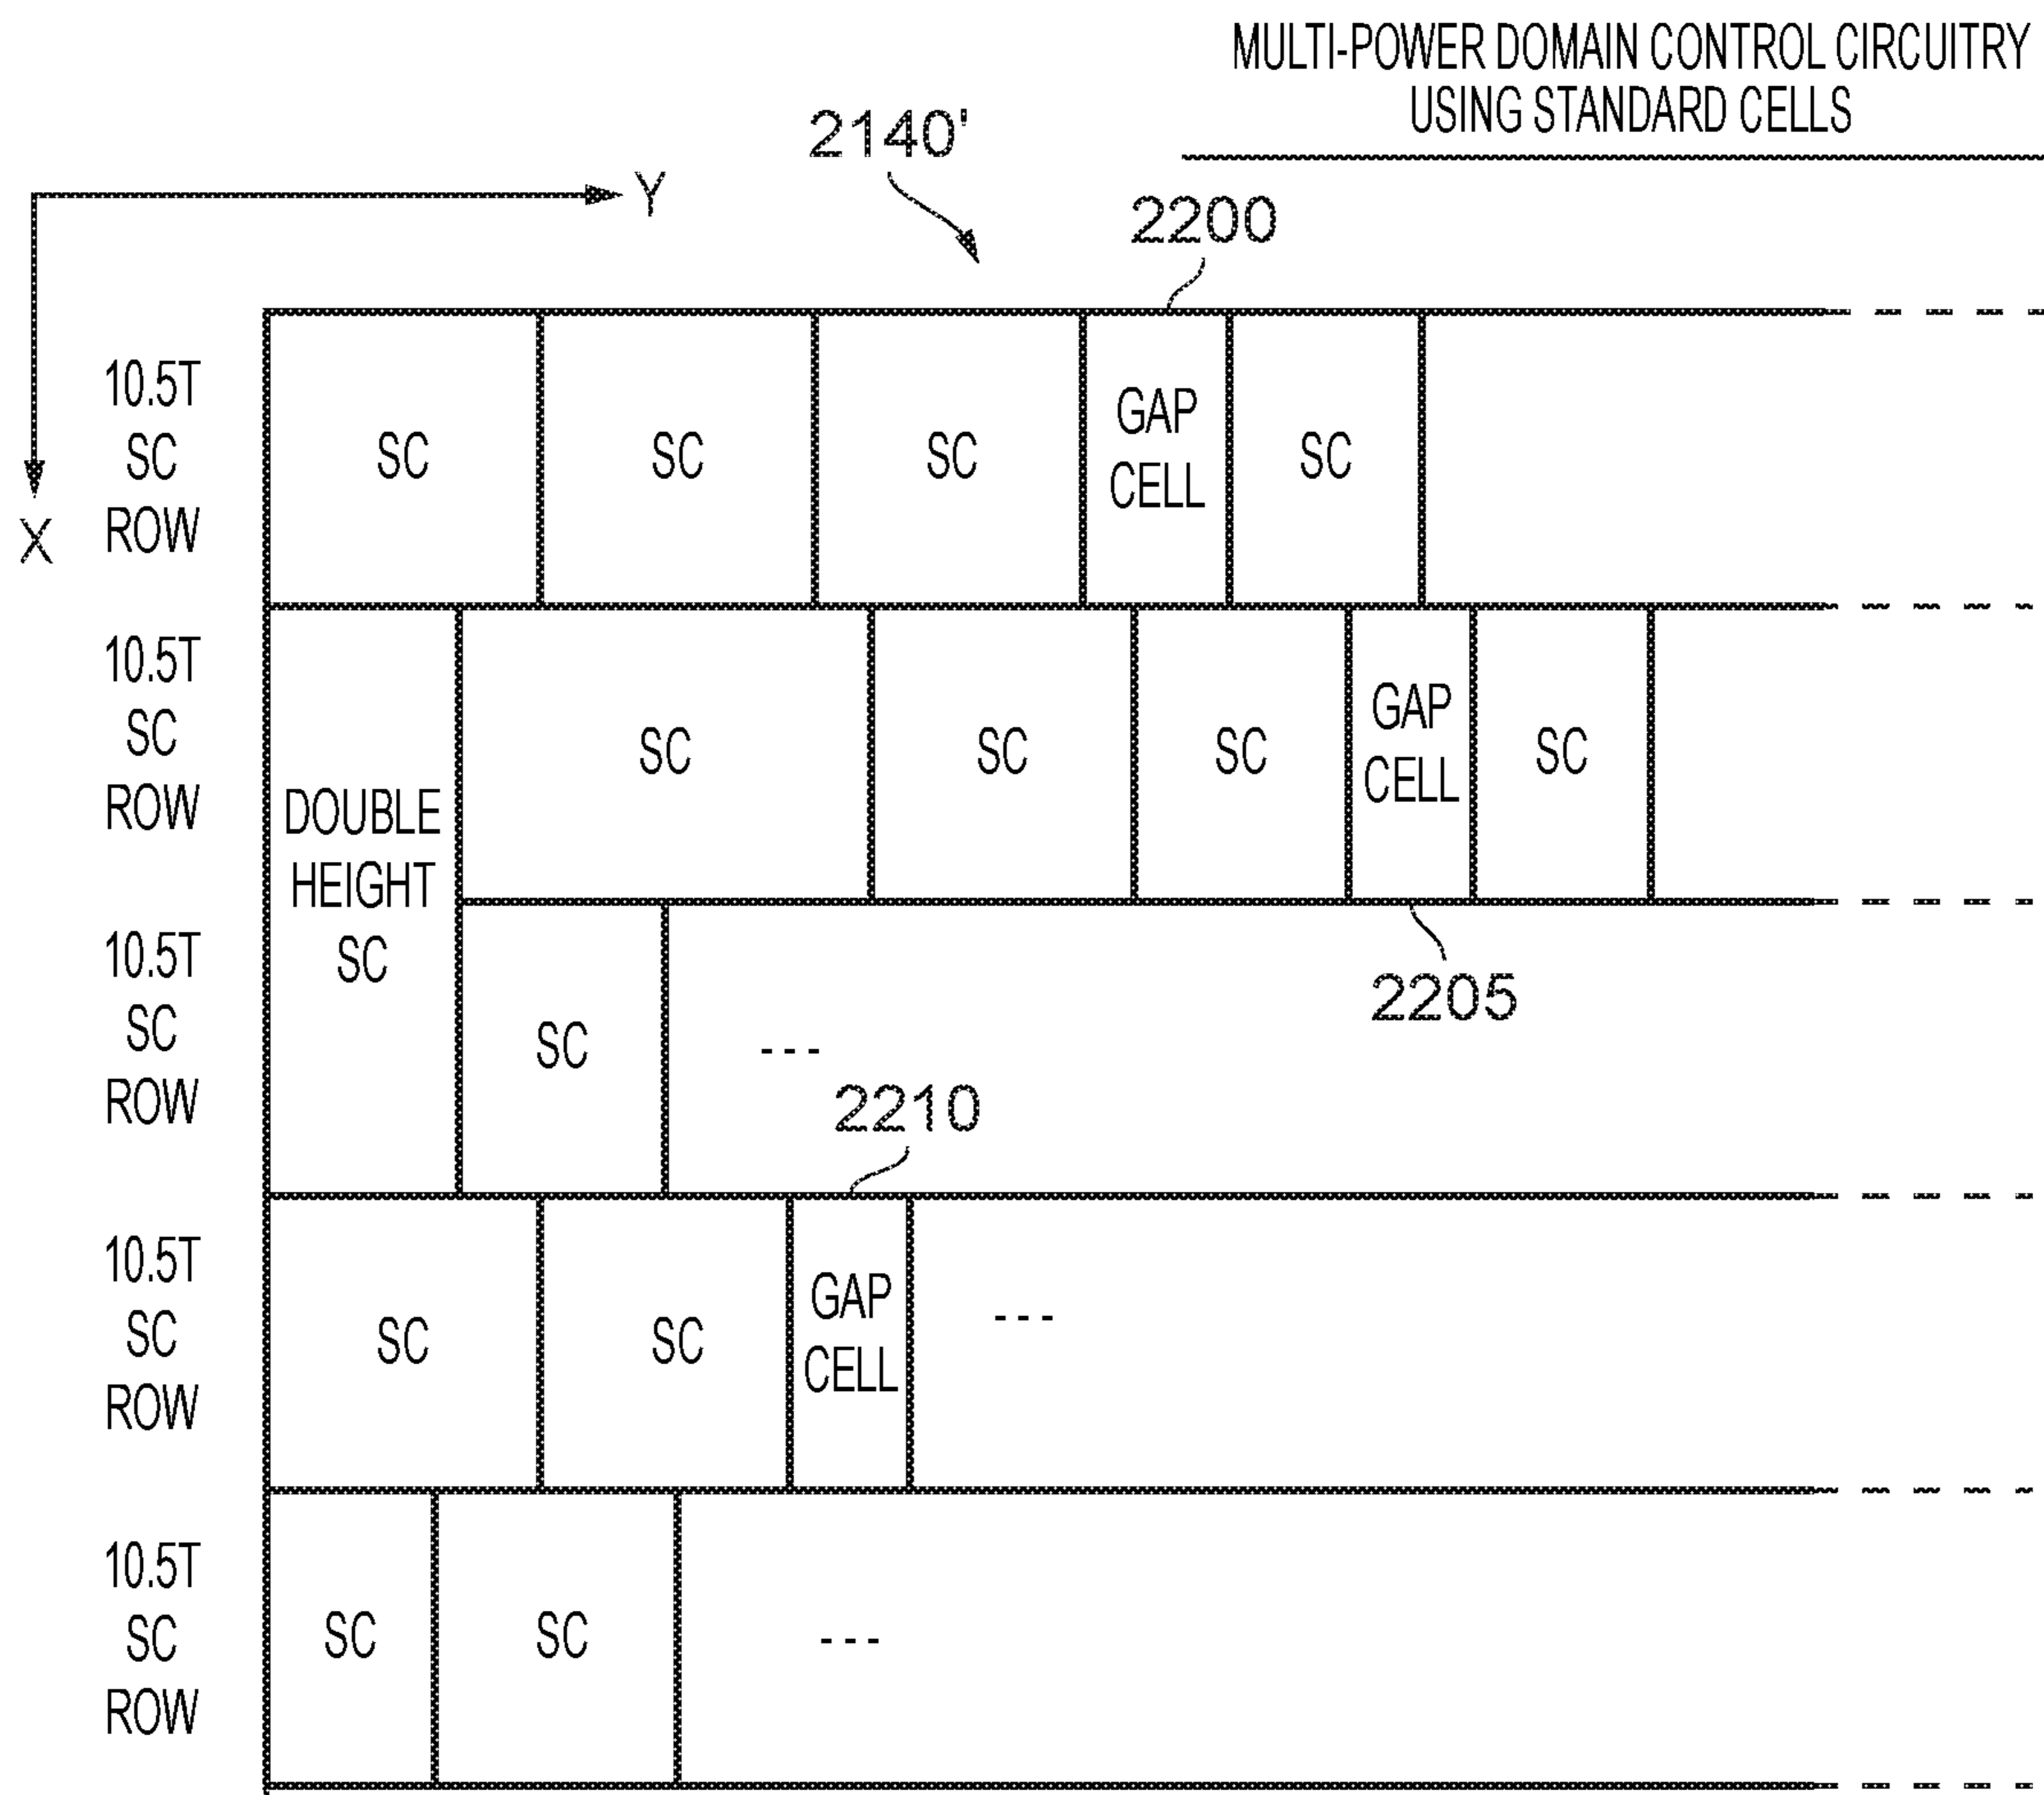 MULTI-POWER DOMAIN CONTROL CIRCUITRY
USING STANDARD CELLS
2140'
Y
2200
X
10.5T
SC
ROW
SC
SC
SC
GAP
CELL
SC
10.5T
SC
ROW
DOUBLE
HEIGHT
SC
SC
SC
SC
GAP
CELL
SC
2205
10.5T
SC
ROW
SC
---
2210
10.5T
SC
ROW
SC
SC
GAP
CELL
---
10.5T
SC
ROW
SC
SC
---